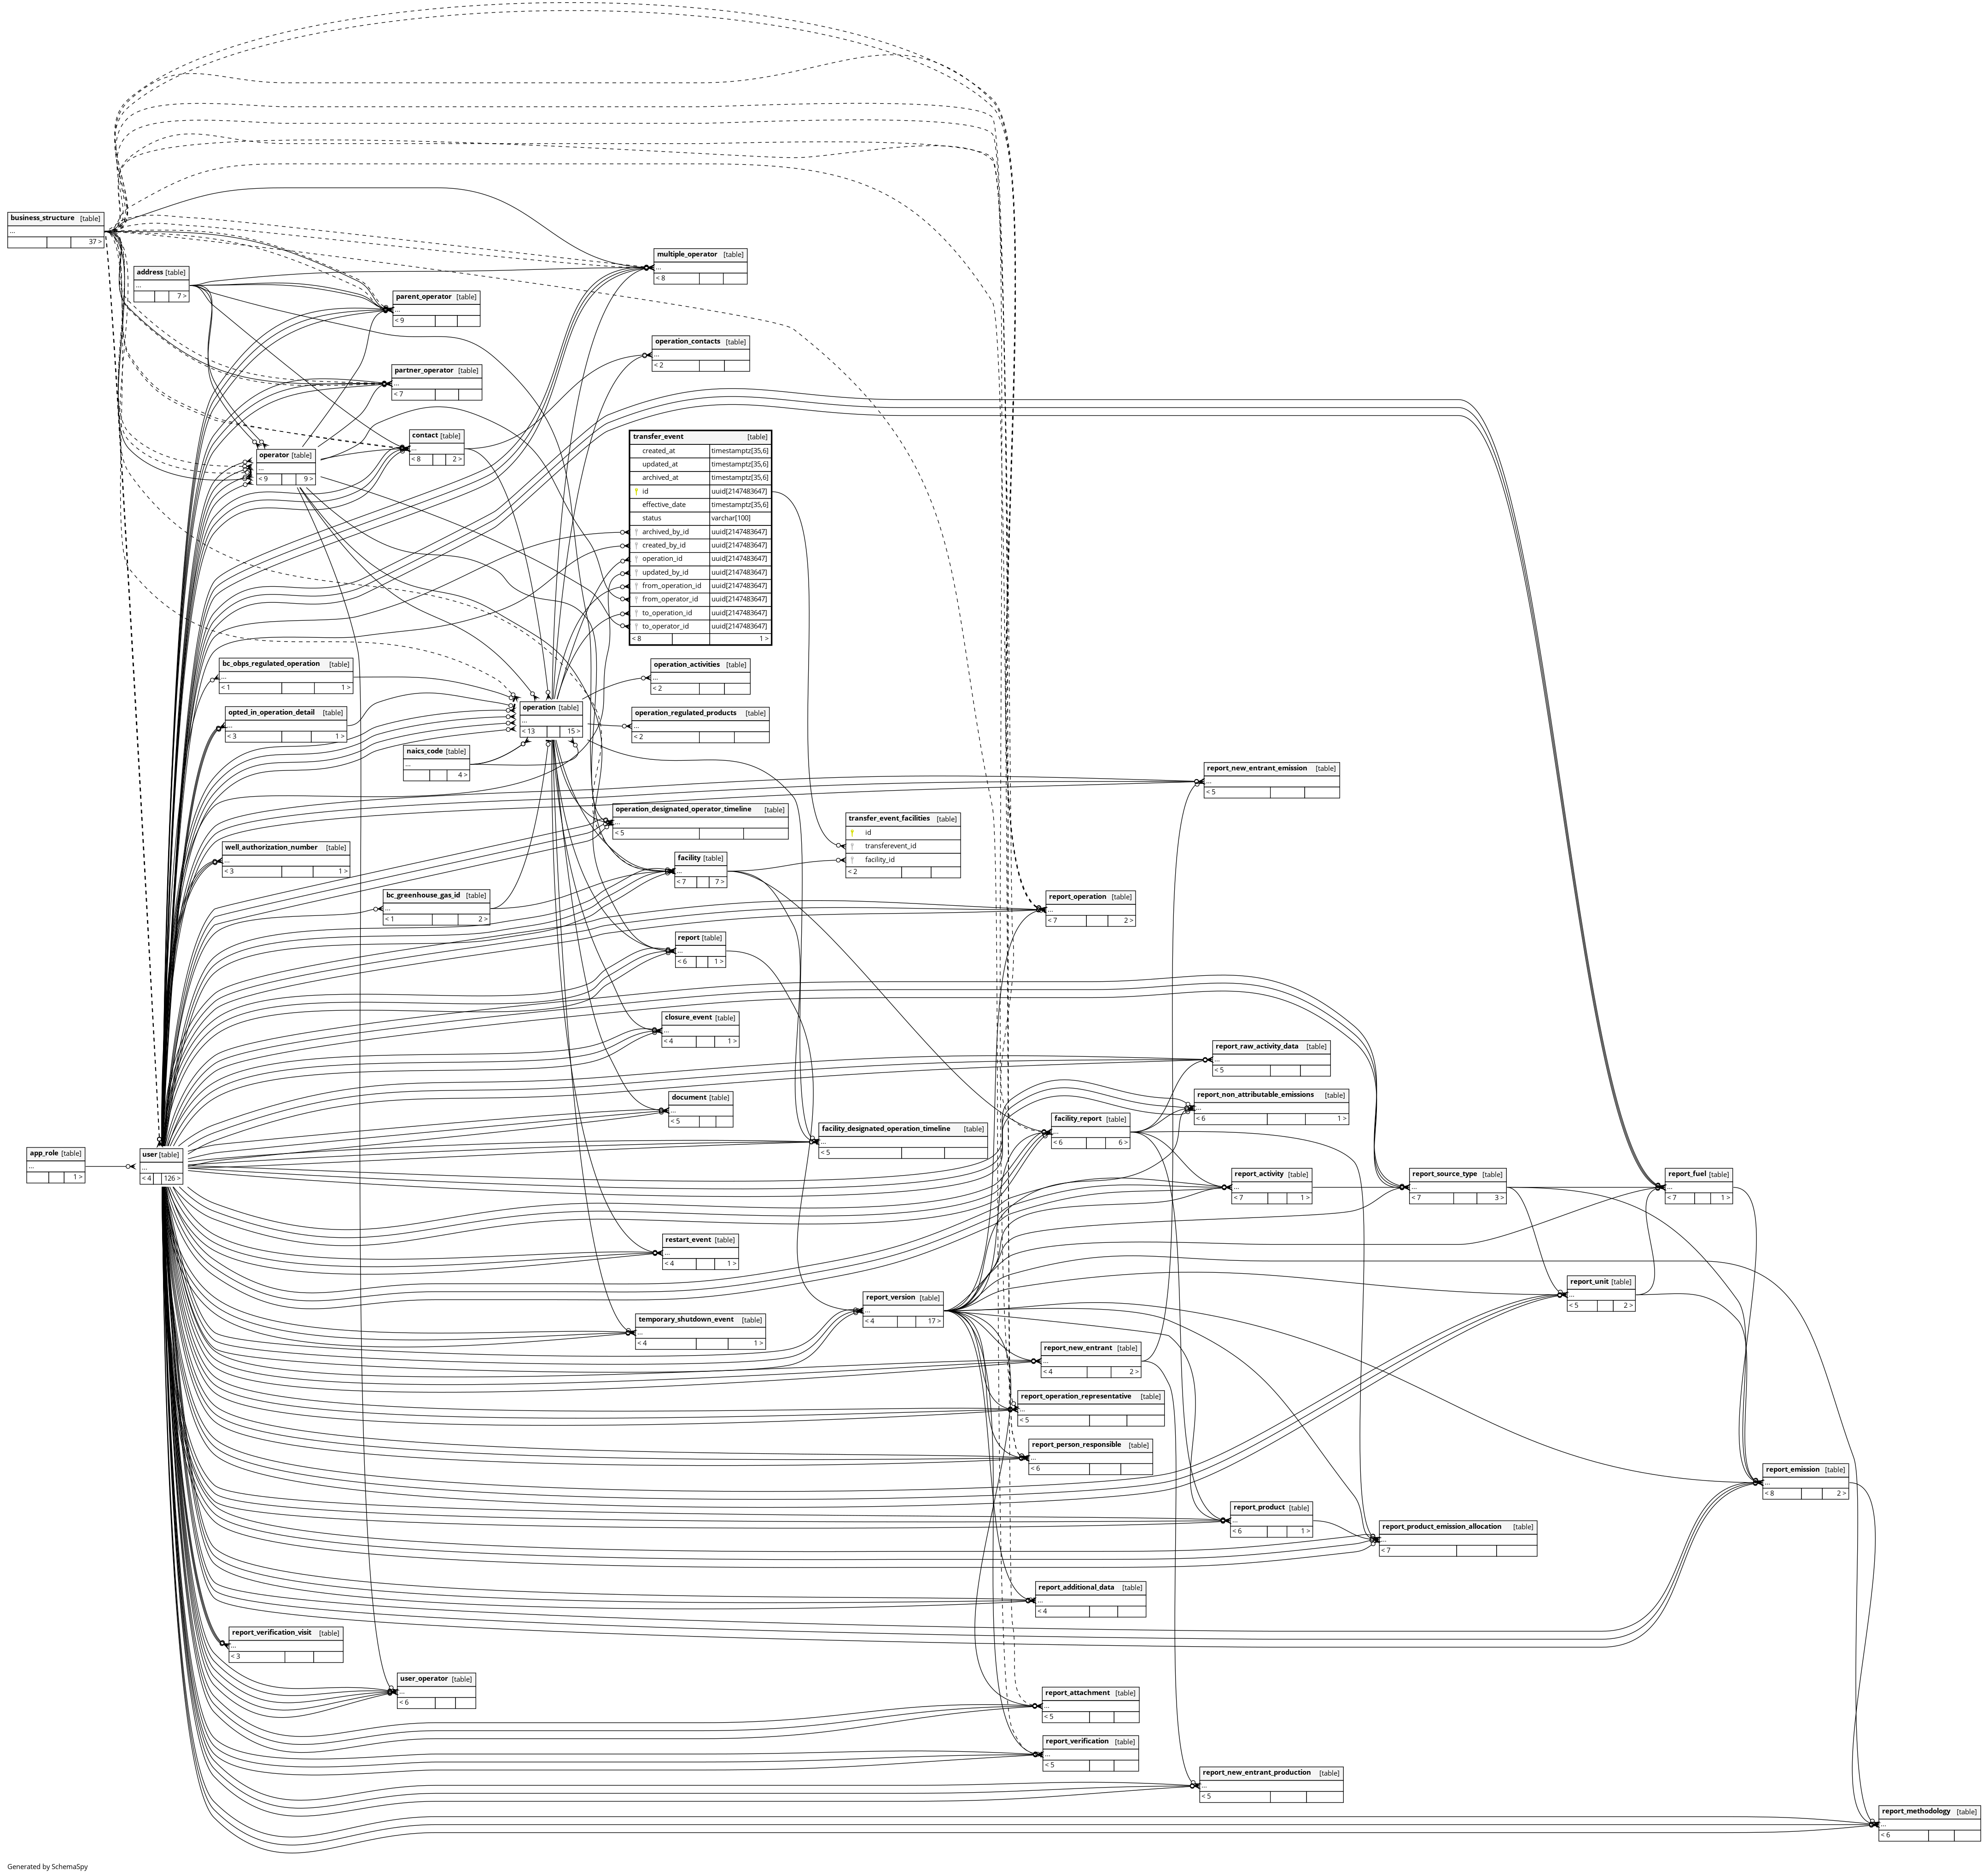 business_structure [table]
...
37 >
address [table]
...
7 >
multiple_operator [table]
...
< 8
parent_operator [table]
...
< 9
operation_contacts [table]
...
< 2
partner_operator [table]
...
< 7
contact [table]
...
< 8 2 >
operator [table]
...
< 9 9 >
transfer_event [table]
created_at timestamptz[35,6]
updated_at timestamptz[35,6]
archived_at timestamptz[35,6]
id uuid[2147483647]
effective_date timestamptz[35,6]
status varchar[100]
archived_by_id uuid[2147483647]
created_by_id uuid[2147483647]
operation_id uuid[2147483647]
updated_by_id uuid[2147483647]
from_operation_id uuid[2147483647]
from_operator_id uuid[2147483647]
to_operation_id uuid[2147483647]
to_operator_id uuid[2147483647]
< 8 1 >
bc_obps_regulated_operation [table]
...
< 1 1 >
operation_activities [table]
...
< 2
opted_in_operation_detail [table]
...
< 3 1 >
operation [table]
...
< 13 15 >
operation_regulated_products [table]
...
< 2
naics_code [table]
...
4 >
report_new_entrant_emission [table]
...
< 5
operation_designated_operator_timeline [table]
...
< 5
transfer_event_facilities [table]
id
transferevent_id
facility_id
< 2
well_authorization_number [table]
...
< 3 1 >
facility [table]
...
< 7 7 >
bc_greenhouse_gas_id [table]
...
< 1 2 >
report_operation [table]
...
< 7 2 >
report [table]
...
< 6 1 >
closure_event [table]
...
< 4 1 >
report_raw_activity_data [table]
...
< 5
document [table]
...
< 5
report_non_attributable_emissions [table]
...
< 6 1 >
facility_report [table]
...
< 6 6 >
facility_designated_operation_timeline [table]
...
< 5
app_role [table]
...
1 >
user [table]
...
< 4 126 >
report_activity [table]
...
< 7 1 >
report_source_type [table]
...
< 7 3 >
report_fuel [table]
...
< 7 1 >
restart_event [table]
...
< 4 1 >
report_unit [table]
...
< 5 2 >
report_version [table]
...
< 4 17 >
temporary_shutdown_event [table]
...
< 4 1 >
report_new_entrant [table]
...
< 4 2 >
report_operation_representative [table]
...
< 5
report_person_responsible [table]
...
< 6
report_emission [table]
...
< 8 2 >
report_product [table]
...
< 6 1 >
report_product_emission_allocation [table]
...
< 7
report_additional_data [table]
...
< 4
report_verification_visit [table]
...
< 3
user_operator [table]
...
< 6
report_attachment [table]
...
< 5
report_verification [table]
...
< 5
report_new_entrant_production [table]
...
< 5
report_methodology [table]
...
< 6
Generated by SchemaSpy